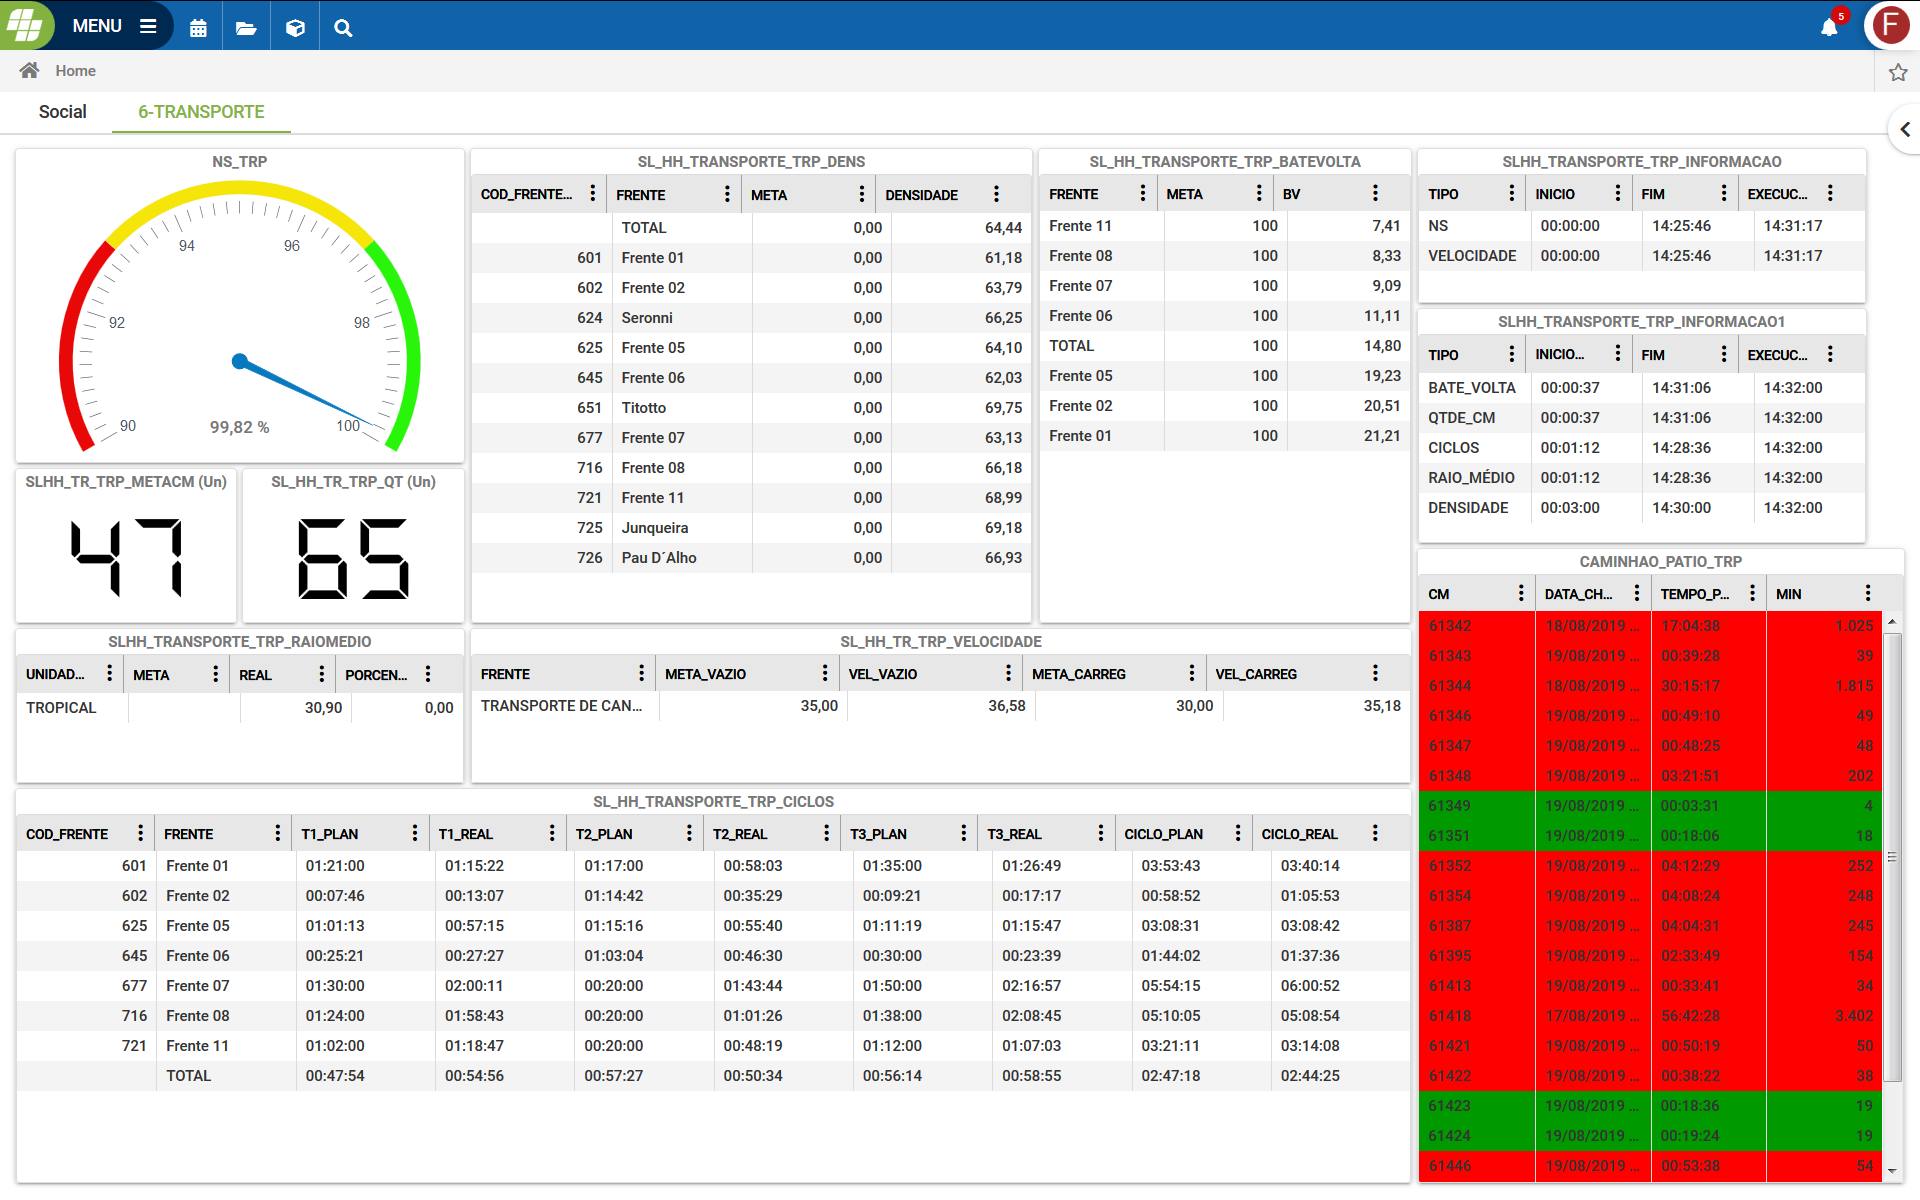 MENU
5
F
Home
Social
6-TRANSPORTE
NS_TRP
94
96
92
98
90
100
99,82 %
SLHH_TR_TRP_METACM (Un)
47
SL_HH_TR_TRP_QT (Un)
65
SL_HH_TRANSPORTE_TRP_DENS
COD_FRENTE... FRENTE META DENSIDADE
TOTAL 0,00 64,44
601 Frente 01 0,00 61,18
602 Frente 02 0,00 63,79
624 Seronni 0,00 66,25
625 Frente 05 0,00 64,10
645 Frente 06 0,00 62,03
651 Titotto 0,00 69,75
677 Frente 07 0,00 63,13
716 Frente 08 0,00 66,18
721 Frente 11 0,00 68,99
725 Junqueira 0,00 69,18
726 Pau D´Alho 0,00 66,93
SL_HH_TRANSPORTE_TRP_BATEVOLTA
FRENTE META BV
Frente 11 100 7,41
Frente 08 100 8,33
Frente 07 100 9,09
Frente 06 100 11,11
TOTAL 100 14,80
Frente 05 100 19,23
Frente 02 100 20,51
Frente 01 100 21,21
SLHH_TRANSPORTE_TRP_INFORMACAO
TIPO INICIO FIM EXECUC...
NS 00:00:00 14:25:46 14:31:17
VELOCIDADE 00:00:00 14:25:46 14:31:17
SLHH_TRANSPORTE_TRP_INFORMACAO1
TIPO INICIO... FIM EXECUC...
BATE_VOLTA 00:00:37 14:31:06 14:32:00
QTDE_CM 00:00:37 14:31:06 14:32:00
CICLOS 00:01:12 14:28:36 14:32:00
RAIO_MÉDIO 00:01:12 14:28:36 14:32:00
DENSIDADE 00:03:00 14:30:00 14:32:00
SLHH_TRANSPORTE_TRP_RAIOMEDIO
UNIDAD... META REAL PORCEN...
TROPICAL 30,90 0,00
SL_HH_TR_TRP_VELOCIDADE
FRENTE META_VAZIO VEL_VAZIO META_CARREG VEL_CARREG
TRANSPORTE DE CAN... 35,00 36,58 30,00 35,18
SL_HH_TRANSPORTE_TRP_CICLOS
COD_FRENTE FRENTE T1_PLAN T1_REAL T2_PLAN T2_REAL T3_PLAN T3_REAL CICLO_PLAN CICLO_REAL
601 Frente 01 01:21:00 01:15:22 01:17:00 00:58:03 01:35:00 01:26:49 03:53:43 03:40:14
602 Frente 02 00:07:46 00:13:07 01:14:42 00:35:29 00:09:21 00:17:17 00:58:52 01:05:53
625 Frente 05 01:01:13 00:57:15 01:15:16 00:55:40 01:11:19 01:15:47 03:08:31 03:08:42
645 Frente 06 00:25:21 00:27:27 01:03:04 00:46:30 00:30:00 00:23:39 01:44:02 01:37:36
677 Frente 07 01:30:00 02:00:11 00:20:00 01:43:44 01:50:00 02:16:57 05:54:15 06:00:52
716 Frente 08 01:24:00 01:58:43 00:20:00 01:01:26 01:38:00 02:08:45 05:10:05 05:08:54
721 Frente 11 01:02:00 01:18:47 00:20:00 00:48:19 01:12:00 01:07:03 03:21:11 03:14:08
TOTAL 00:47:54 00:54:56 00:57:27 00:50:34 00:56:14 00:58:55 02:47:18 02:44:25
CAMINHAO_PATIO_TRP
CM DATA_CH... TEMPO_P... MIN
61342 18/08/2019 ... 17:04:38 1.025
61343 19/08/2019 ... 00:39:28 39
61344 18/08/2019 ... 30:15:17 1.815
61346 19/08/2019 ... 00:49:10 49
61347 19/08/2019 ... 00:48:25 48
61348 19/08/2019 ... 03:21:51 202
61349 19/08/2019 ... 00:03:31 4
61351 19/08/2019 ... 00:18:06 18
61352 19/08/2019 ... 04:12:29 252
61354 19/08/2019 ... 04:08:24 248
61387 19/08/2019 ... 04:04:31 245
61395 19/08/2019 ... 02:33:49 154
61413 19/08/2019 ... 00:33:41 34
61418 17/08/2019 ... 56:42:28 3.402
61421 19/08/2019 ... 00:50:19 50
61422 19/08/2019 ... 00:38:22 38
61423 19/08/2019 ... 00:18:36 19
61424 19/08/2019 ... 00:19:24 19
61446 19/08/2019 ... 00:53:38 54